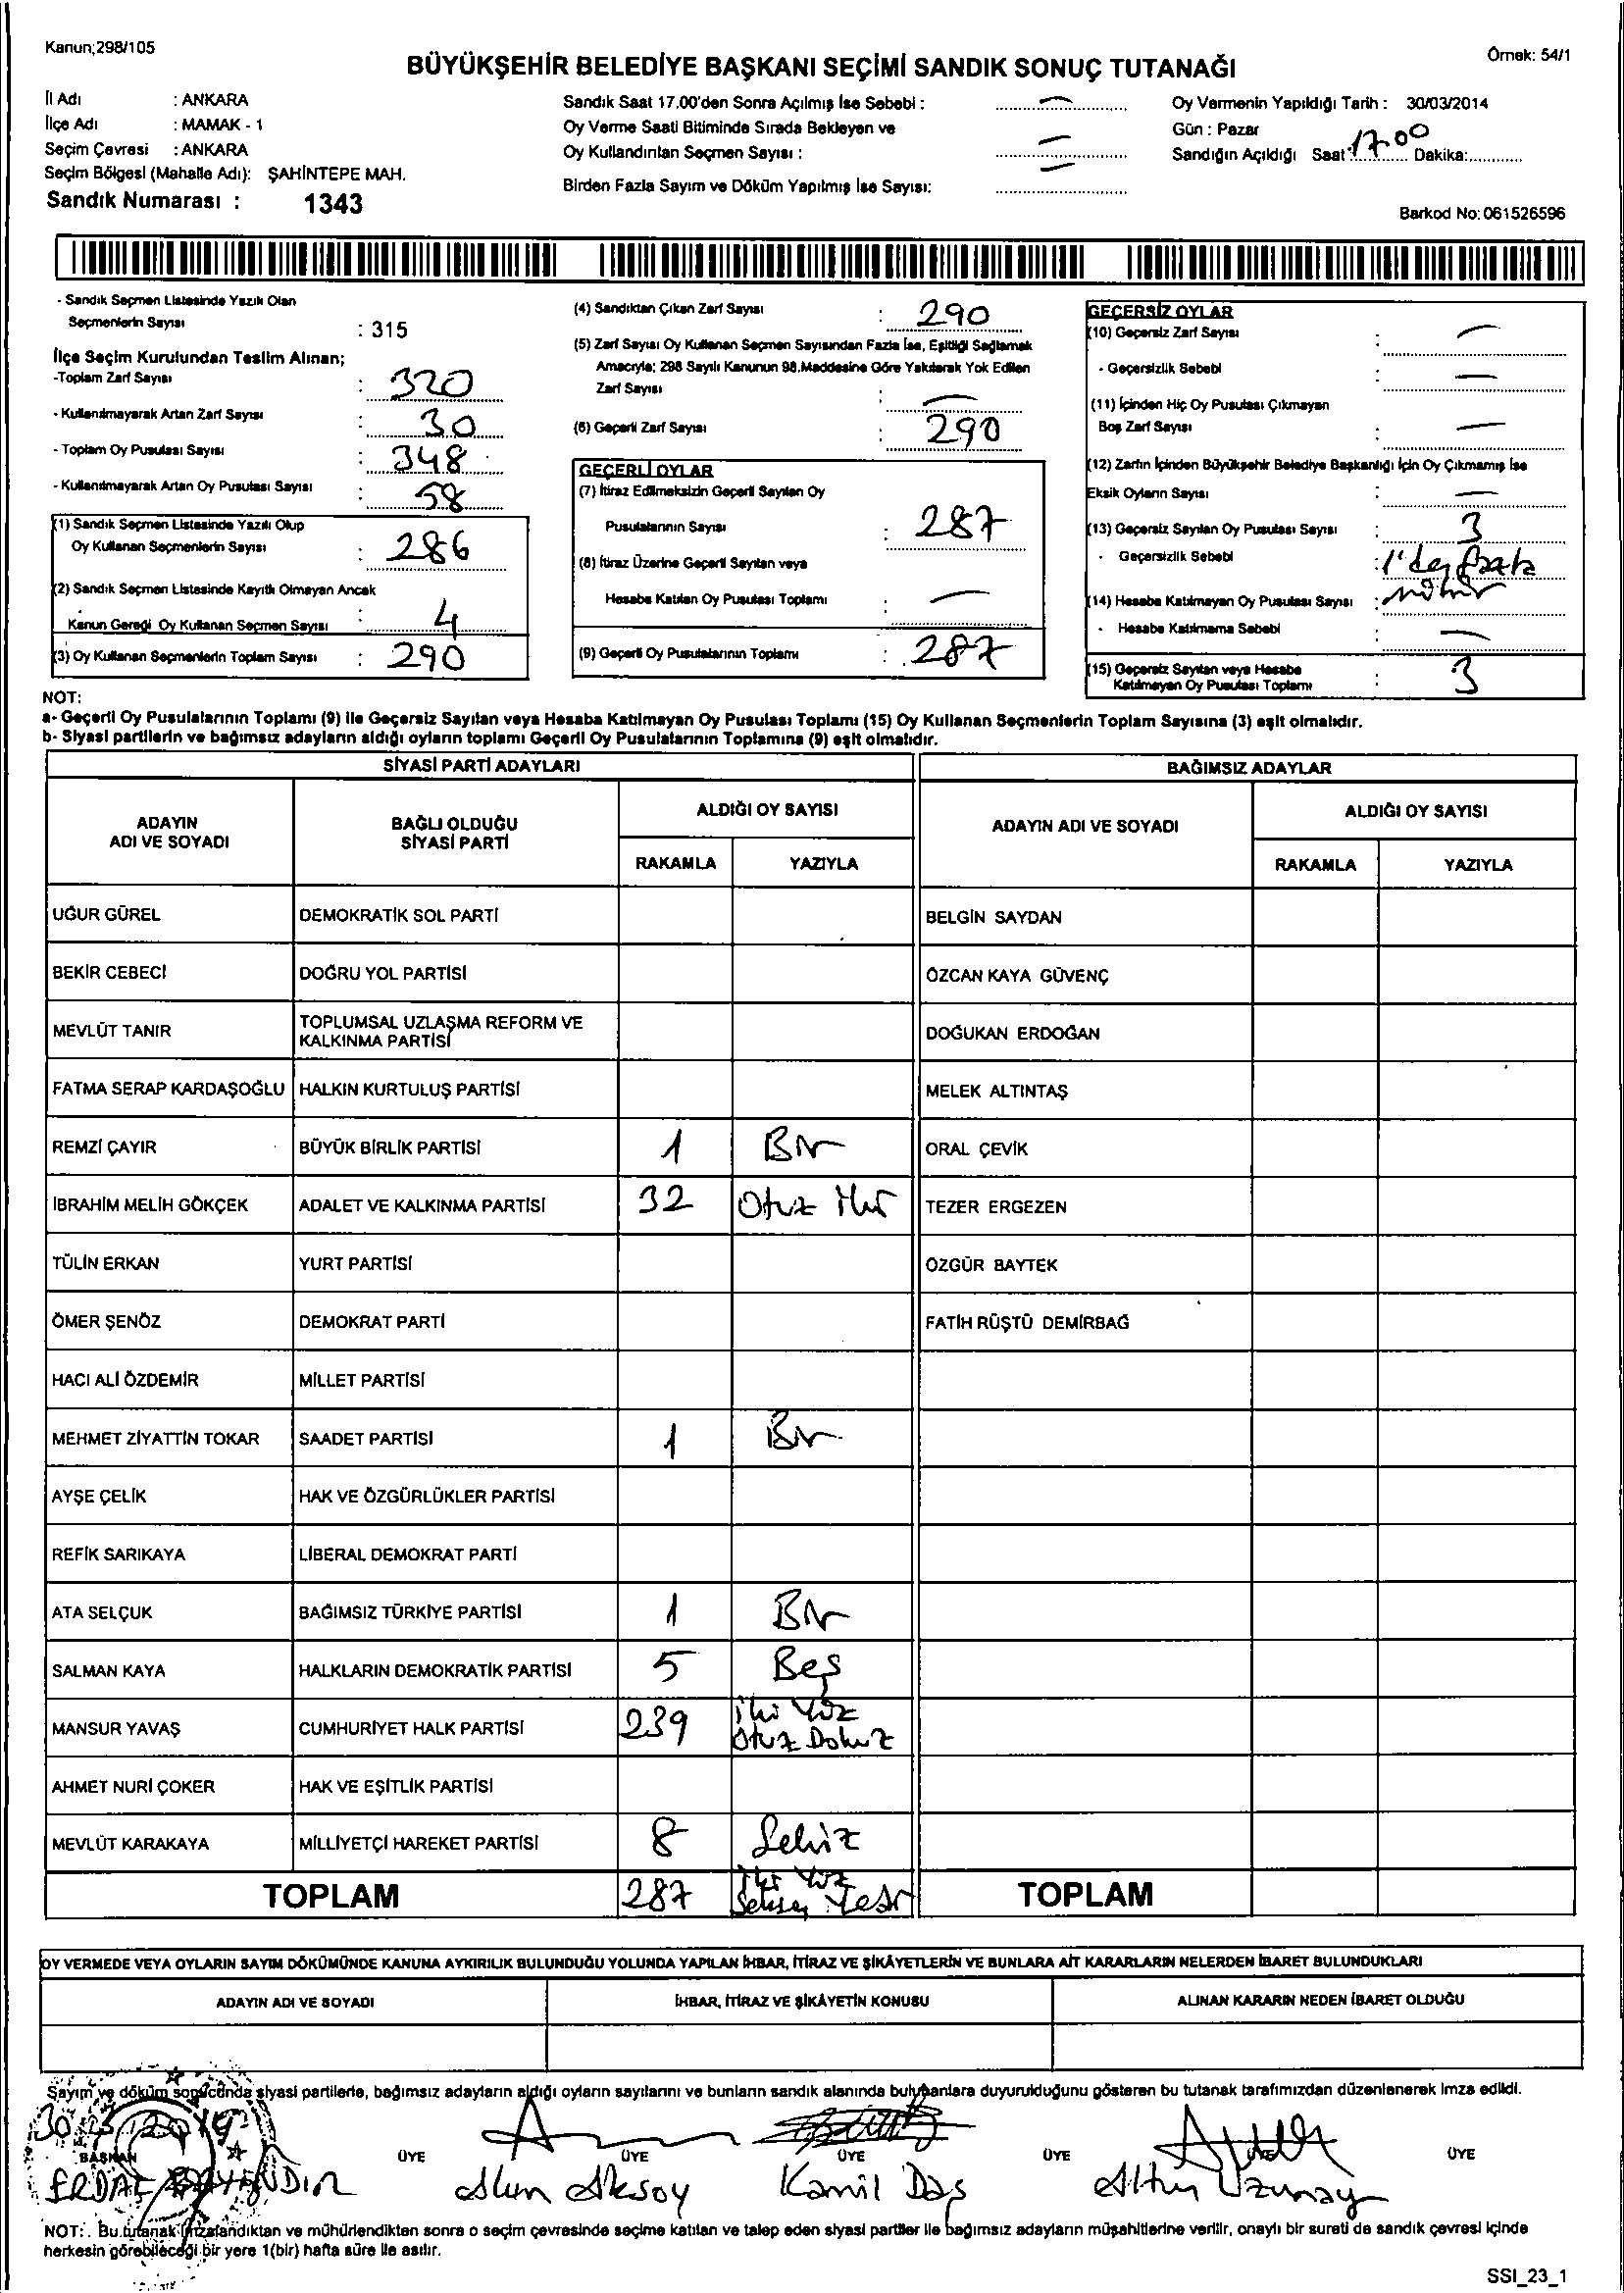 Kanun;298/105
Örnek: 54/1
BÜYÜKŞEHİR BELEDİYE BAŞKANI SEÇİMİ SANDIK SONUÇ TUTANAĞI
İl Adı : ANKARA
İlçe Adı : MAMAK - 1
Seçim Çevresi : ANKARA
Seçim Bölgesi (Mahalle Adı): ŞAHİNTEPE MAH.
Sandık Numarası : 1343
Sandık Saat 17.00'den Sonra Açılmış İse Sebebi : —
Oy Verme Saati Bitiminde Sırada Bekleyen ve
Oy Kullandırılan Seçmen Sayısı : —
Birden Fazla Sayım ve Döküm Yapılmış İse Sayısı: —
Oy Vermenin Yapıldığı Tarih : 30/03/2014
Gün : Pazar
Sandığın Açıldığı Saat 17.00 Dakika:............
Barkod No: 061526596
- Sandık Seçmen Listesinde Yazılı Olan
Seçmenlerin Sayısı : 315
İlçe Seçim Kurulundan Teslim Alınan;
-Toplam Zarf Sayısı : 320
- Kullanılmayarak Artan Zarf Sayısı : 30
- Toplam Oy Pusulası Sayısı : 348
- Kullanılmayarak Artan Oy Pusulası Sayısı : 58
(1) Sandık Seçmen Listesinde Yazılı Olup
Oy Kullanan Seçmenlerin Sayısı : 286
(2) Sandık Seçmen Listesinde Kayıtlı Olmayan Ancak
Kanun Gereği Oy Kullanan Seçmen Sayısı : 4
(3) Oy Kullanan Seçmenlerin Toplam Sayısı : 290
(4) Sandıktan Çıkan Zarf Sayısı : 290
(5) Zarf Sayısı Oy Kullanan Seçmen Sayısından Fazla İse, Eşitliği Sağlamak
Amacıyla; 298 Sayılı Kanunun 98.Maddesine Göre Yakılarak Yok Edilen
Zarf Sayısı : —
(6) Geçerli Zarf Sayısı : 290
GEÇERLİ OYLAR
(7) İtiraz Edilmeksizin Geçerli Sayılan Oy
Pusulalarının Sayısı : 287
(8) İtiraz Üzerine Geçerli Sayılan veya
Hesaba Katılan Oy Pusulası Toplamı : —
(9) Geçerli Oy Pusulalarının Toplamı : 287
GEÇERSİZ OYLAR
(10) Geçersiz Zarf Sayısı : —
- Geçersizlik Sebebi : —
(11) İçinden Hiç Oy Pusulası Çıkmayan
Boş Zarf Sayısı : —
(12) Zarfın İçinden Büyükşehir Belediye Başkanlığı İçin Oy Çıkmamış İse
Eksik Oyların Sayısı : —
(13) Geçersiz Sayılan Oy Pusulası Sayısı : 3
- Geçersizlik Sebebi : 1'den fazla
(14) Hesaba Katılmayan Oy Pusulası Sayısı : mühür
- Hesaba Katılmama Sebebi : —
(15) Geçersiz Sayılan veya Hesaba
Katılmayan Oy Pusulası Toplamı : 3
NOT:
a- Geçerli Oy Pusulalarının Toplamı (9) ile Geçersiz Sayılan veya Hesaba Katılmayan Oy Pusulası Toplamı (15) Oy Kullanan Seçmenlerin Toplam Sayısına (3) eşit olmalıdır.
b- Siyasi partilerin ve bağımsız adayların aldığı oyların toplamı Geçerli Oy Pusulalarının Toplamına (9) eşit olmalıdır.
SİYASİ PARTİ ADAYLARI BAĞIMSIZ ADAYLAR
ADAYIN
ADI VE SOYADI
BAĞLI OLDUĞU
SİYASİ PARTİ
ALDIĞI OY SAYISI
RAKAMLA YAZIYLA
ADAYIN ADI VE SOYADI
ALDIĞI OY SAYISI
RAKAMLA YAZIYLA
UĞUR GÜREL DEMOKRATİK SOL PARTİ BELGİN SAYDAN
BEKİR CEBECİ DOĞRU YOL PARTİSİ ÖZCAN KAYA GÜVENÇ
MEVLÜT TANIR TOPLUMSAL UZLAŞMA REFORM VE
KALKINMA PARTİSİ DOĞUKAN ERDOĞAN
FATMA SERAP KARDAŞOĞLU HALKIN KURTULUŞ PARTİSİ MELEK ALTINTAŞ
REMZİ ÇAYIR BÜYÜK BİRLİK PARTİSİ 1 Bir ORAL ÇEVİK
İBRAHİM MELİH GÖKÇEK ADALET VE KALKINMA PARTİSİ 32 Otuz iki TEZER ERGEZEN
TÜLİN ERKAN YURT PARTİSİ ÖZGÜR BAYTEK
ÖMER ŞENÖZ DEMOKRAT PARTİ FATİH RÜŞTÜ DEMİRBAĞ
HACI ALİ ÖZDEMİR MİLLET PARTİSİ
MEHMET ZİYATTİN TOKAR SAADET PARTİSİ 1 Bir
AYŞE ÇELİK HAK VE ÖZGÜRLÜKLER PARTİSİ
REFİK SARIKAYA LİBERAL DEMOKRAT PARTİ
ATA SELÇUK BAĞIMSIZ TÜRKİYE PARTİSİ 1 Bir
SALMAN KAYA HALKLARIN DEMOKRATİK PARTİSİ 5 Beş
MANSUR YAVAŞ CUMHURİYET HALK PARTİSİ 239 iki Yüz
Otuz Dokuz
AHMET NURİ ÇOKER HAK VE EŞİTLİK PARTİSİ
MEVLÜT KARAKAYA MİLLİYETÇİ HAREKET PARTİSİ 8 Sekiz
TOPLAM 287 İki Yüz
Seksen Yedi TOPLAM
OY VERMEDE VEYA OYLARIN SAYIM DÖKÜMÜNDE KANUNA AYKIRILIK BULUNDUĞU YOLUNDA YAPILAN İHBAR, İTİRAZ VE ŞİKÂYETLERİN VE BUNLARA AİT KARARLARIN NELERDEN İBARET BULUNDUKLARI
ADAYIN ADI VE SOYADI İHBAR, İTİRAZ VE ŞİKÂYETİN KONUSU ALINAN KARARIN NEDEN İBARET OLDUĞU
Sayım ve döküm sonucunda siyasi partilerle, bağımsız adayların aldığı oyların sayılarını ve bunların sandık alanında bulunanlara duyurulduğunu gösteren bu tutanak tarafımızdan düzenlenerek imza edildi.
30 3 2014
BAŞKAN ÜYE ÜYE ÜYE ÜYE ÜYE ÜYE
ERDAL Aksoy Kamil Daş Uzunay
NOT:. Bu tutanak imzalandıktan ve mühürlendikten sonra o seçim çevresinde seçime katılan ve talep eden siyasi partiler ile bağımsız adayların müşahitlerine verilir, onaylı bir sureti de sandık çevresi içinde
herkesin görebileceği bir yere 1(bir) hafta süre ile asılır.
SSI_23_1